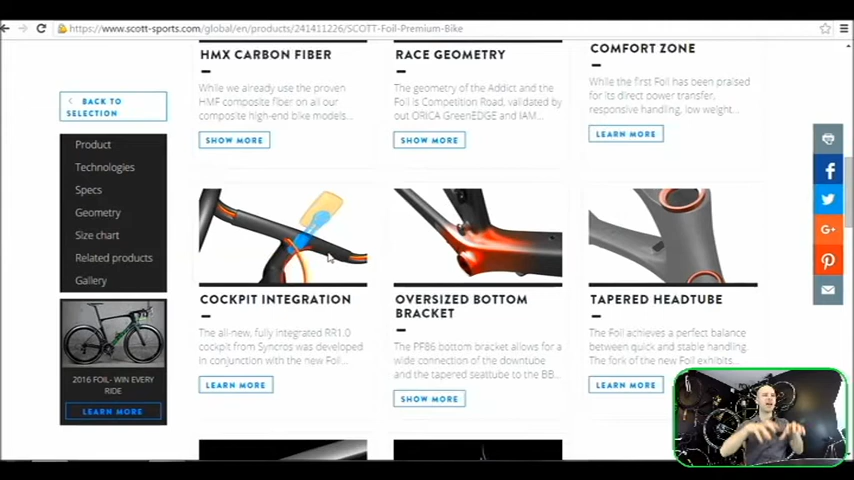 https://www.scott-sports.com/global/en/products/241411226/SCOTT-Foil-Premium-Bike
HMX CARBON FIBER
While we already use the proven
HMF composite fiber on all our
composite high-end bike models...
SHOW MORE
RACE GEOMETRY
The geometry of the Addict and the
Foil is Competition Road, validated by
out ORICA GreenEDGE and IAM...
SHOW MORE
COMFORT ZONE
While the first Foil has been praised
for its direct power transfer,
responsive handling, low weight...
LEARN MORE
BACK TO
SELECTION
Product
Technologies
Specs
Geometry
Size chart
Related products
Gallery
2016 FOIL- WIN EVERY
RIDE
LEARN MORE
COCKPIT INTEGRATION
The all-new, fully integrated RR1.0
cockpit from Syncros was developed
in conjunction with the new Foil...
LEARN MORE
OVERSIZED BOTTOM
BRACKET
The PF86 bottom bracket allows for a
wide connection of the downtube
and the tapered seattube to the BB...
SHOW MORE
TAPERED HEADTUBE
The Foil achieves a perfect balance
between quick and stable handling.
The fork of the new Foil exhibits...
LEARN MORE